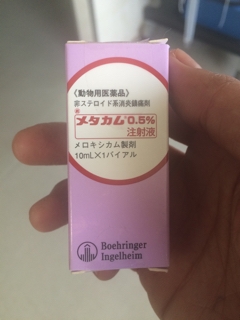 〈動物用医薬品〉
非ステロイド系消炎鎮痛剤
メタカム®0.5%
注射液
メロキシカム製剤
10mL×1バイアル
Boehringer
Ingelheim